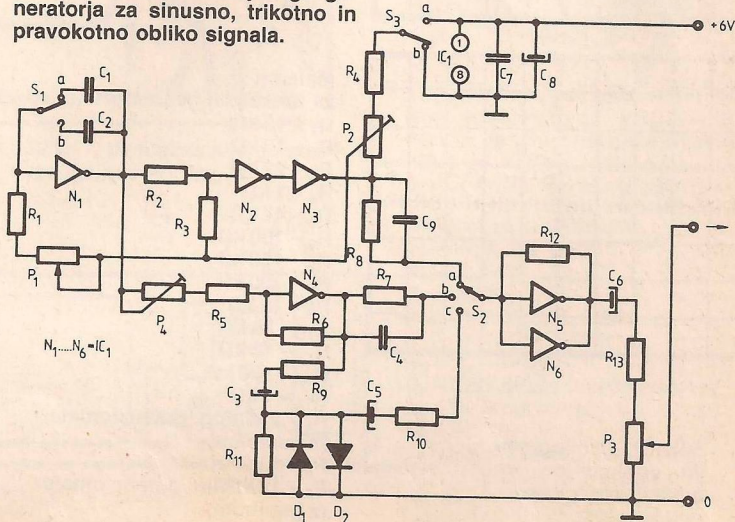 neratorja za sinusno, trikotno in
pravokotno obliko signala.
S3
a
b
1
IC1
8
C7
C8
+6V
S1
a
C1
b
C2
R4
P2
N1
R2
R3
N2
N3
R1
P1
R8
C9
P4
R5
N4
R6
R7
C4
a
b
c
S2
R12
N5
N6
C6
R13
P3
N1.....N6=IC1
C3
R9
C5
R10
R11
D1
D2
0